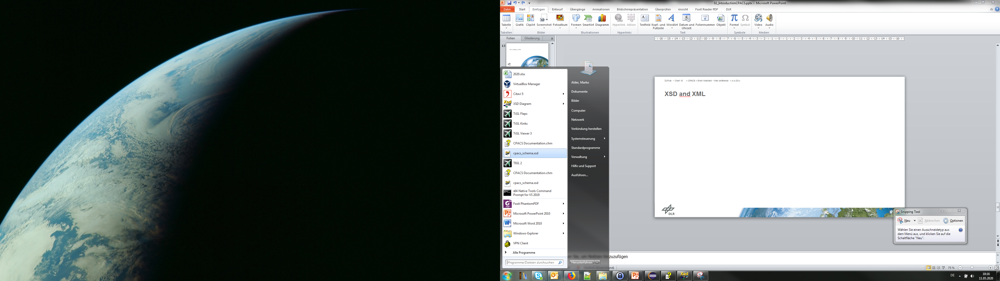 02_IntroductionCPACS.pptx - Microsoft PowerPoint
Datei Start Einfügen Entwurf Übergänge Animationen Bildschirmpräsentation Überprüfen Ansicht Foxit Reader PDF DLR
Tabelle Grafik ClipArt Screenshot Fotoalbum Formen SmartArt Diagramm Hyperlink Aktion Textfeld Kopf- und Fußzeile WordArt Datum und Uhrzeit Foliennummer Objekt Formel Symbol Video Audio
Tabellen Bilder Illustrationen Hyperlinks Text Symbole Medien
Folien Gliederung
13
2020.xlsx
VirtualBox Manager
Citavi 5
XSD Diagram
TiGL Flaps
TiGL Kinks
TiGL Viewer 3
CPACS Documentation.chm
cpacs_schema.xsd
TIGL 2
CPACS Documentation.chm
cpacs_schema.xsd
x64 Native Tools Command
Prompt for VS 2019
Foxit PhantomPDF
Microsoft PowerPoint 2010
Microsoft Word 2010
Windows-Explorer
VPN Client
Alle Programme
Programme/Dateien durchsuchen
Alder, Marko
Dokumente
Bilder
Computer
Netzwerk
Verbindung herstellen
Systemsteuerung
Standardprogramme
Verwaltung
Hilfe und Support
Ausführen...
Herunterfahren
DLR.de • Chart 18 > CPACS > Erwin Moerland • Web conference > xx.xx.20xx
XSD and XML
DLR
Snipping Tool
Neu Abbrechen Optionen
Wählen Sie einen Ausschneidetyp aus
dem Menü aus, und klicken Sie auf die
Schaltfläche "Neu".
zuzufügen
75 %
DE
18:16
11.05.2020